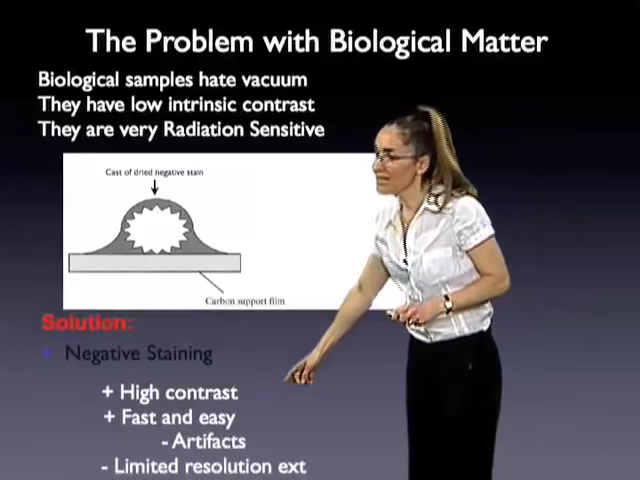 The Problem with Biological Matter
Biological samples hate vacuum
They have low intrinsic contrast
They are very Radiation Sensitive
Cast of dried negative stain
Carbon support film
Solution:
• Negative Staining
+ High contrast
+ Fast and easy
- Artifacts
- Limited resolution ext